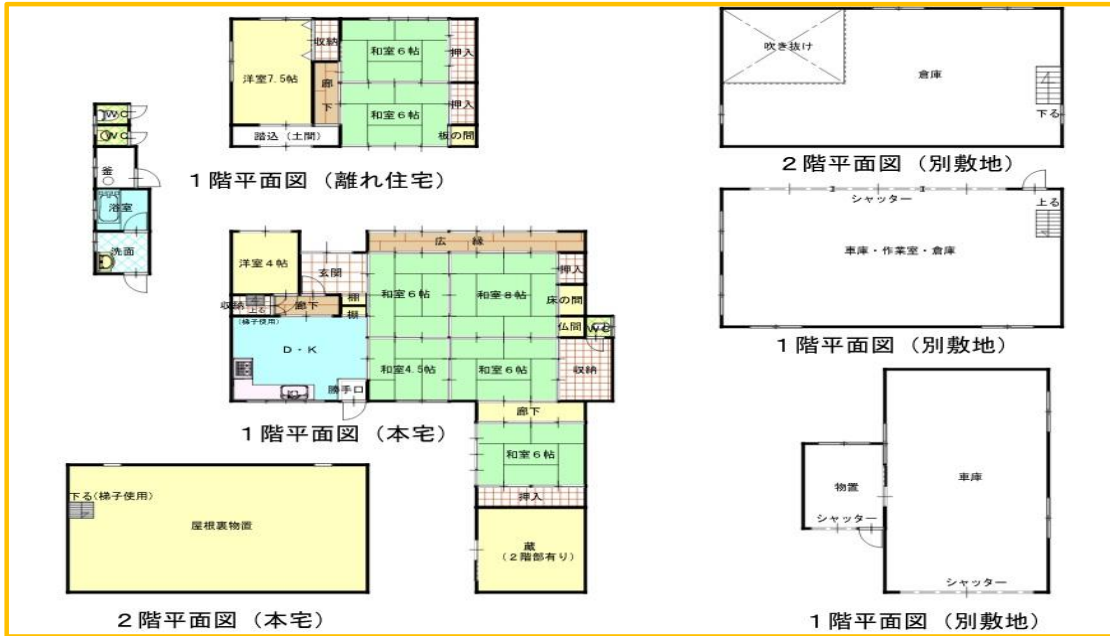 洋室7.5帖
収納
和室6帖
押入
廊下
和室6帖
押入
踏込(土間)
板の間
1階平面図(離れ住宅)
WC
WC
釜
浴室
洗面
広縁
洋室4帖
玄関
和室6帖
和室8帖
押入
収納
上る
(梯子使用)
廊下
棚
棚
床の間
仏間
WC
D・K
和室4.5帖
和室6帖
収納
勝手口
1階平面図(本宅)
廊下
和室6帖
押入
蔵
(2階部有り)
下る(梯子使用)
屋根裏物置
2階平面図(本宅)
吹き抜け
倉庫
下る
2階平面図(別敷地)
シャッター
上る
車庫・作業室・倉庫
1階平面図(別敷地)
車庫
物置
シャッター
シャッター
1階平面図(別敷地)